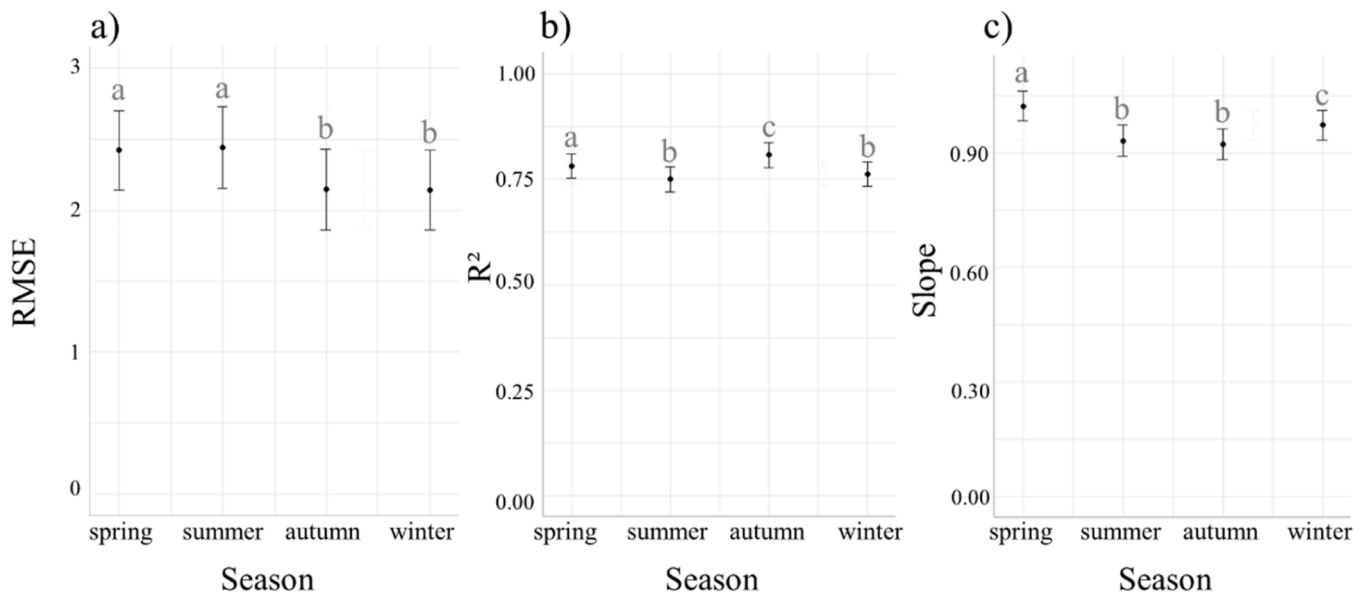 a)
3
2
1
0
RMSE
a
a
b
b
spring summer autumn winter
Season
b)
1.00
0.75
0.50
0.25
0.00
R²
a
b
c
b
spring summer autumn winter
Season
c)
0.90
0.60
0.30
0.00
Slope
a
b
b
c
spring summer autumn winter
Season